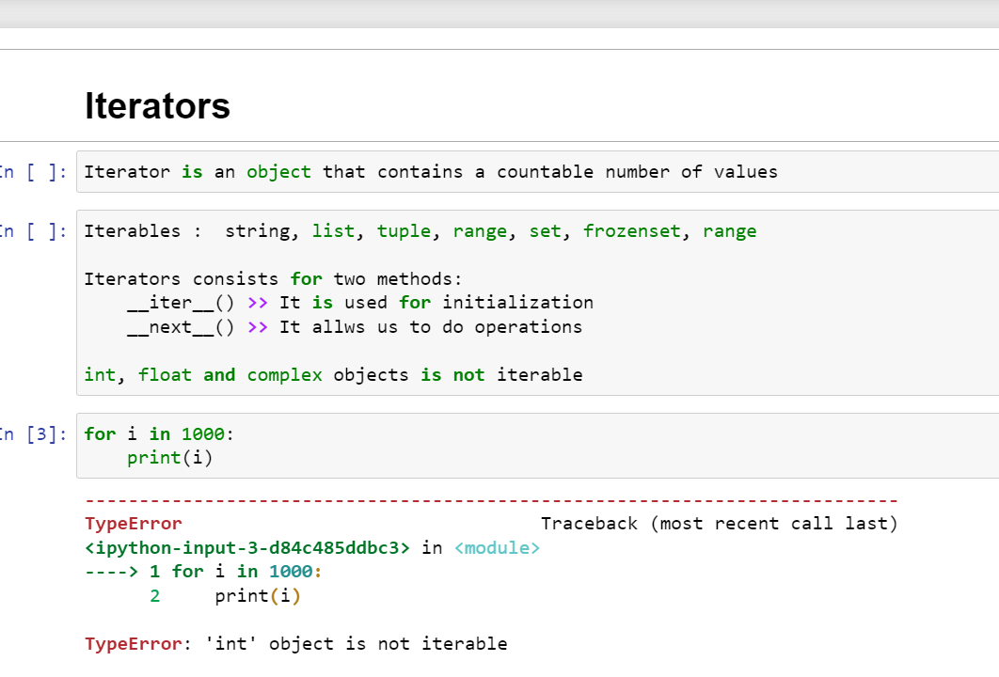 Iterators
In [ ]: Iterator is an object that contains a countable number of values
In [ ]: Iterables :  string, list, tuple, range, set, frozenset, range
Iterators consists for two methods:
    __iter__() >> It is used for initialization
    __next__() >> It allws us to do operations
int, float and complex objects is not iterable
In [3]: for i in 1000:
    print(i)
---------------------------------------------------------------------------
TypeError                                 Traceback (most recent call last)
<ipython-input-3-d84c485ddbc3> in <module>
----> 1 for i in 1000:
      2     print(i)
TypeError: 'int' object is not iterable